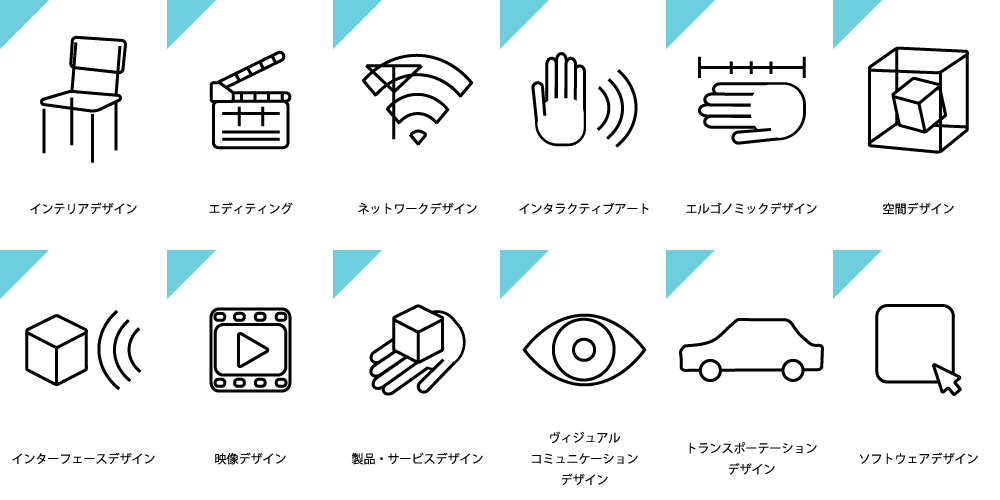 インテリアデザイン
エディティング
ネットワークデザイン
インタラクティブアート
エルゴノミックデザイン
空間デザイン
インターフェースデザイン
映像デザイン
製品・サービスデザイン
ヴィジュアル
コミュニケーション
デザイン
トランスポーテーション
デザイン
ソフトウェアデザイン